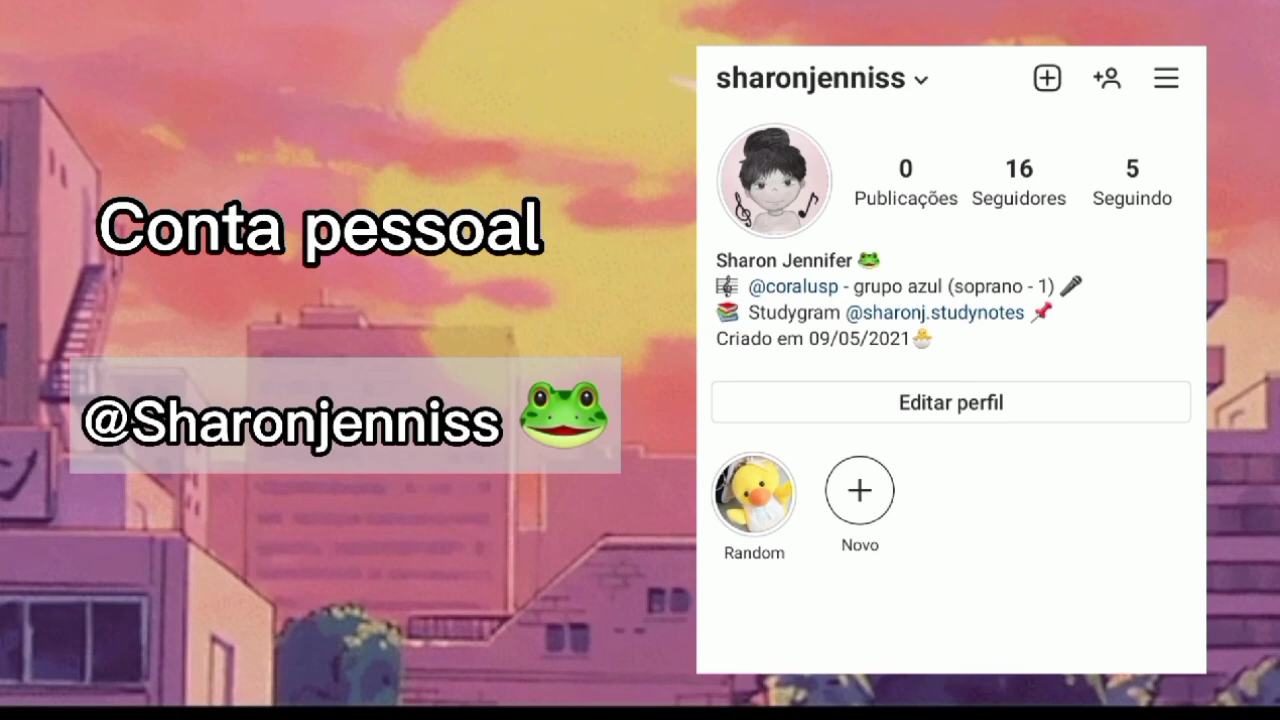 Conta pessoal
@Sharonjenniss 🐸
sharonjenniss
0 16 5
Publicações Seguidores Seguindo
Sharon Jennifer 🐸
🎼 @coralusp - grupo azul (soprano - 1) 🎤
📚 Studygram @sharonj.studynotes 📌
Criado em 09/05/2021🐣
Editar perfil
Random Novo